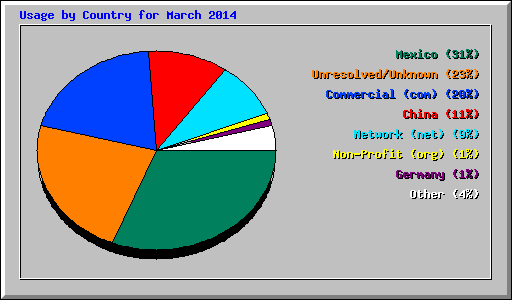 Usage by Country for March 2014
Mexico (31%)
Unresolved/Unknown (23%)
Commercial (com) (20%)
China (11%)
Network (net) (9%)
Non-Profit (org) (1%)
Germany (1%)
Other (4%)